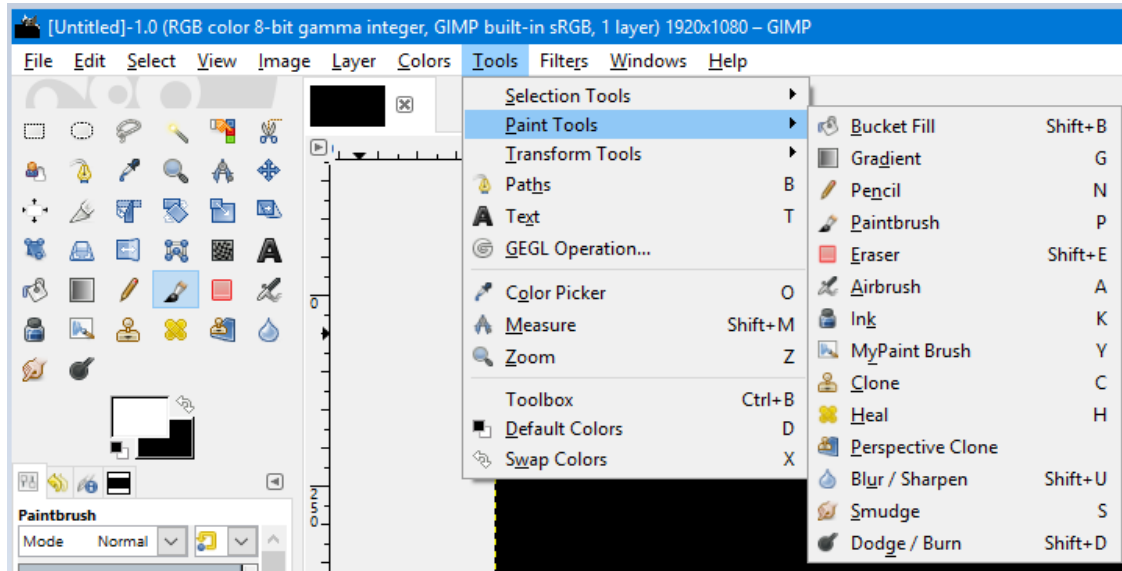 [Untitled]-1.0 (RGB color 8-bit gamma integer, GIMP built-in sRGB, 1 layer) 1920x1080 – GIMP
File Edit Select View Image Layer Colors Tools Filters Windows Help
Selection Tools
Paint Tools
Transform Tools
Paths B
Text T
GEGL Operation...
Color Picker O
Measure Shift+M
Zoom Z
Toolbox Ctrl+B
Default Colors D
Swap Colors X
Bucket Fill Shift+B
Gradient G
Pencil N
Paintbrush P
Eraser Shift+E
Airbrush A
Ink K
MyPaint Brush Y
Clone C
Heal H
Perspective Clone
Blur / Sharpen Shift+U
Smudge S
Dodge / Burn Shift+D
0
250
Paintbrush
Mode Normal